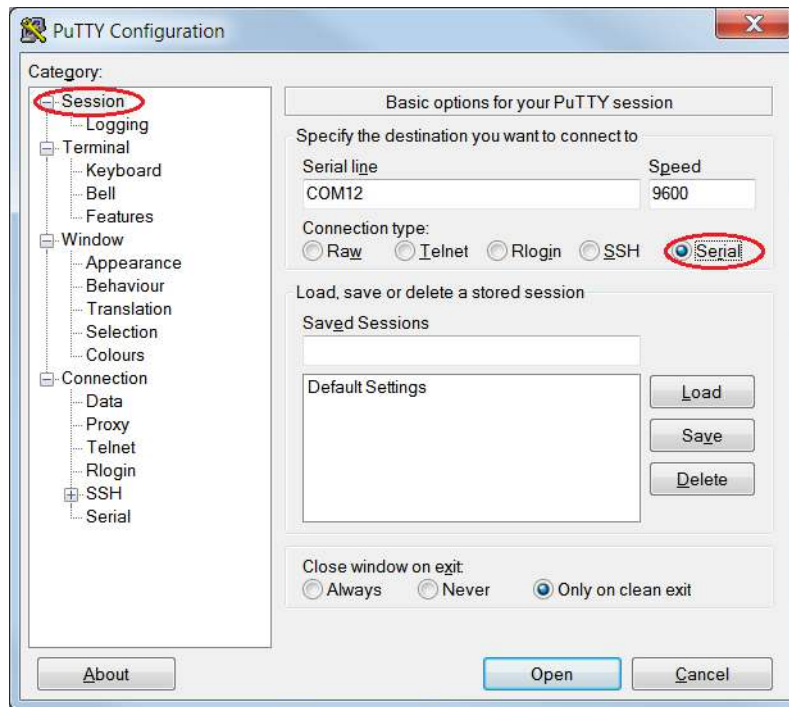 PuTTY Configuration
X
Category:
Session
Logging
Terminal
Keyboard
Bell
Features
Window
Appearance
Behaviour
Translation
Selection
Colours
Connection
Data
Proxy
Telnet
Rlogin
SSH
Serial
Basic options for your PuTTY session
Specify the destination you want to connect to
Serial line Speed
COM12 9600
Connection type:
Raw Telnet Rlogin SSH Serial
Load, save or delete a stored session
Saved Sessions
Default Settings
Load
Save
Delete
Close window on exit:
Always Never Only on clean exit
About Open Cancel